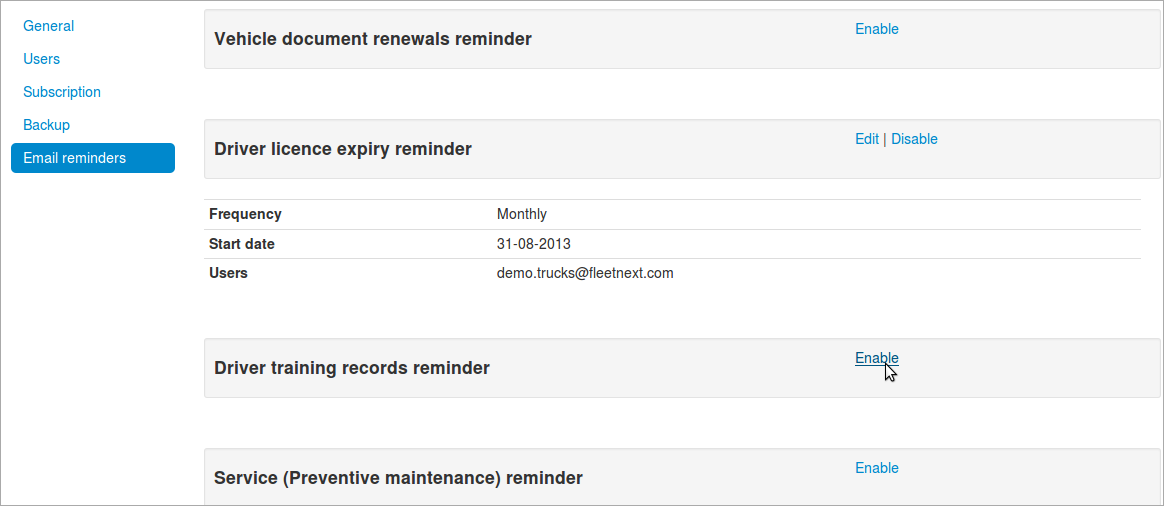 General
Users
Subscription
Backup
Email reminders
Vehicle document renewals reminder Enable
Driver licence expiry reminder Edit | Disable
Frequency Monthly
Start date 31-08-2013
Users demo.trucks@fleetnext.com
Driver training records reminder Enable
Service (Preventive maintenance) reminder Enable